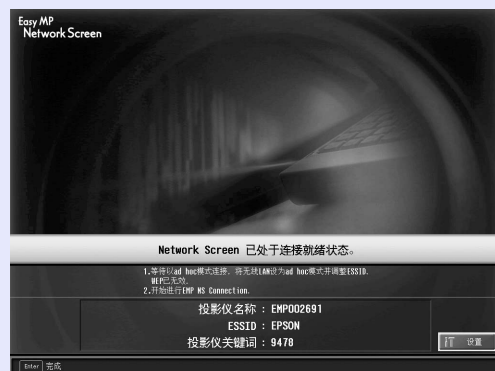 Easy MP
Network Screen
Network Screen 已处于连接就绪状态。
1.等待以ad hoc模式连接。将无线LAN设为ad hoc模式并调整ESSID.
WEP已无效.
2.开始进行EMP NS Connection.
投影仪名称 : EMP002691
ESSID : EPSON
投影仪关键词 : 9478
设置
Enter 完成